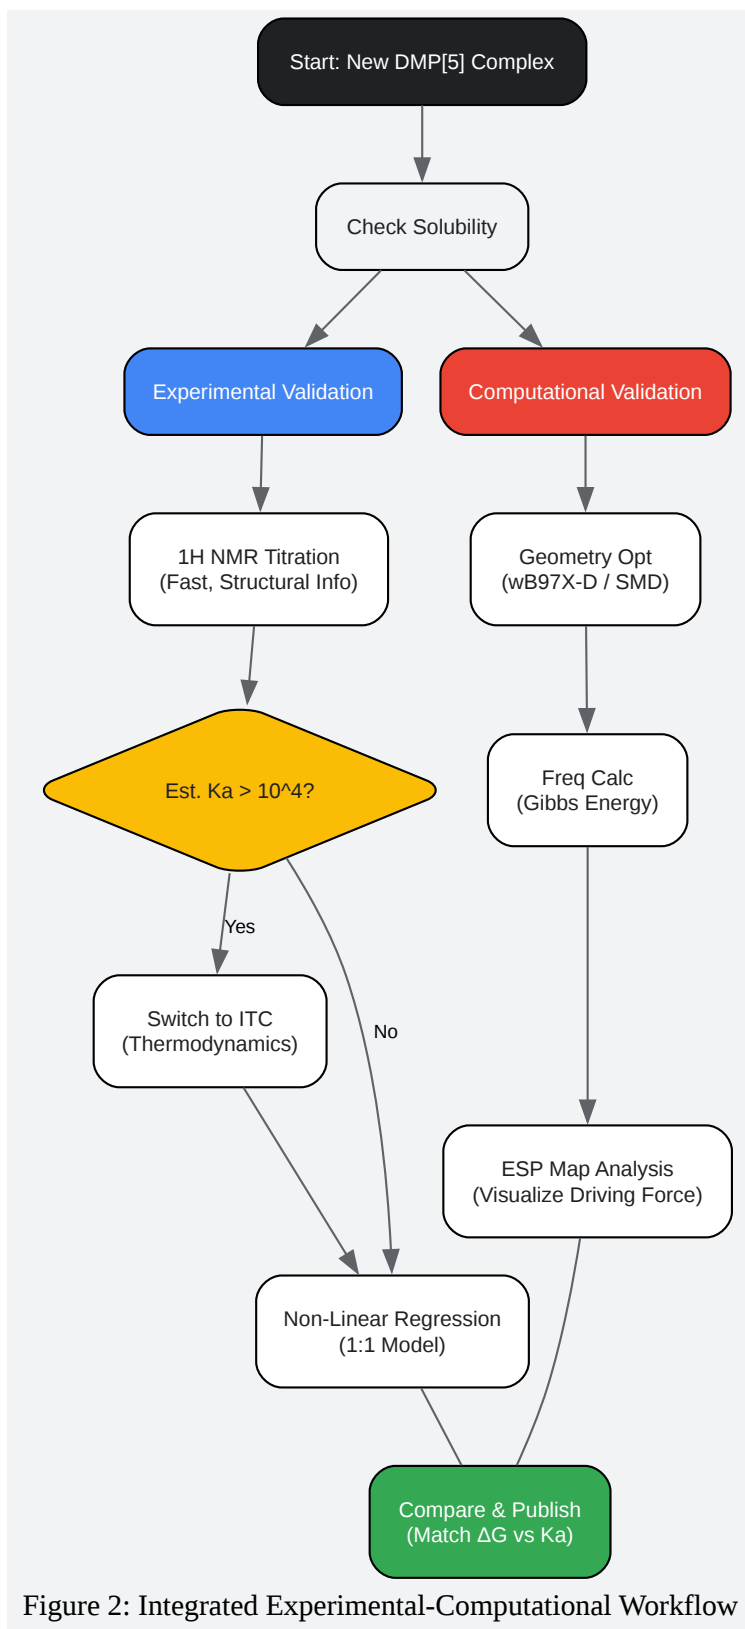 Start: New DMP[5] Complex
Check Solubility
Experimental Validation
Computational Validation
1H NMR Titration
(Fast, Structural Info)
Geometry Opt
(wB97X-D / SMD)
Est. Ka > 10^4?
Freq Calc
(Gibbs Energy)
Yes
Switch to ITC
(Thermodynamics)
No
ESP Map Analysis
(Visualize Driving Force)
Non-Linear Regression
(1:1 Model)
Compare & Publish
(Match ΔG vs Ka)
Figure 2: Integrated Experimental-Computational Workflow